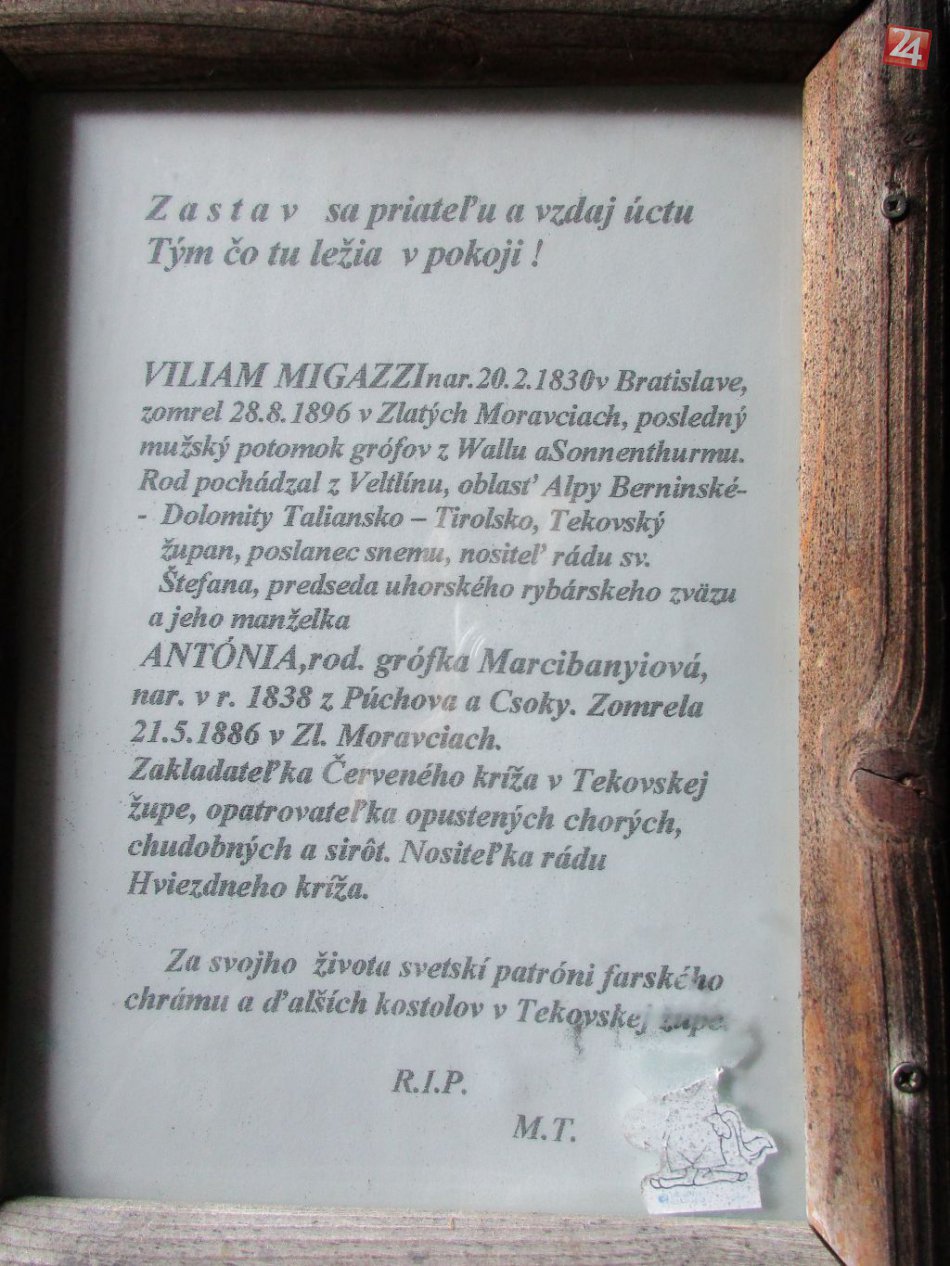 24
Z a s t a v sa priateľu a vzdaj úctu
Tým čo tu ležia v pokoji !
VILIAM MIGAZZInar.20.2.1830v Bratislave,
zomrel 28.8.1896 v Zlatých Moravciach, posledný
mužský potomok grófov z Wallu aSonnenthurmu.
Rod pochádzal z Veltlínu, oblasť Alpy Berninské-
- Dolomity Taliansko – Tirolsko, Tekovský
župan, poslanec snemu, nositeľ rádu sv.
Štefana, predseda uhorského rybárskeho zväzu
a jeho manželka
ANTÓNIA,rod. grófka Marcibanyiová,
nar. v r. 1838 z Púchova a Csoky. Zomrela
21.5.1886 v Zl. Moravciach.
Zakladateľka Červeného kríža v Tekovskej
župe, opatrovateľka opustených chorých,
chudobných a sirôt. Nositeľka rádu
Hviezdneho kríža.
Za svojho života svetskí patróni farského
chrámu a ďalších kostolov v Tekovskej župe.
R.I.P.
M.T.